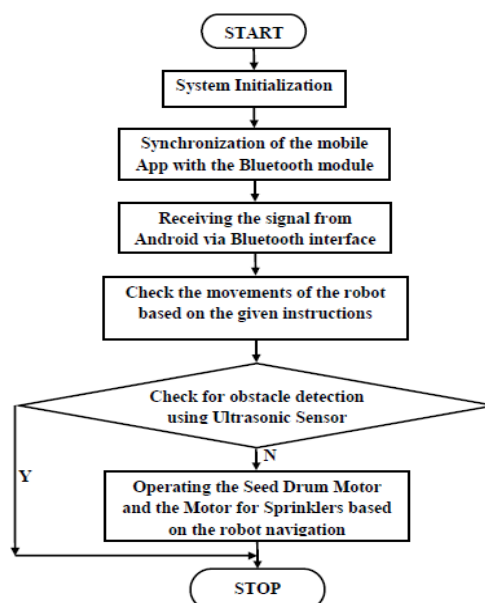 START
System Initialization
Synchronization of the mobile
App with the Bluetooth module
Receiving the signal from
Android via Bluetooth interface
Check the movements of the robot
based on the given instructions
Check for obstacle detection
using Ultrasonic Sensor
N
Y
Operating the Seed Drum Motor
and the Motor for Sprinklers based
on the robot navigation
STOP